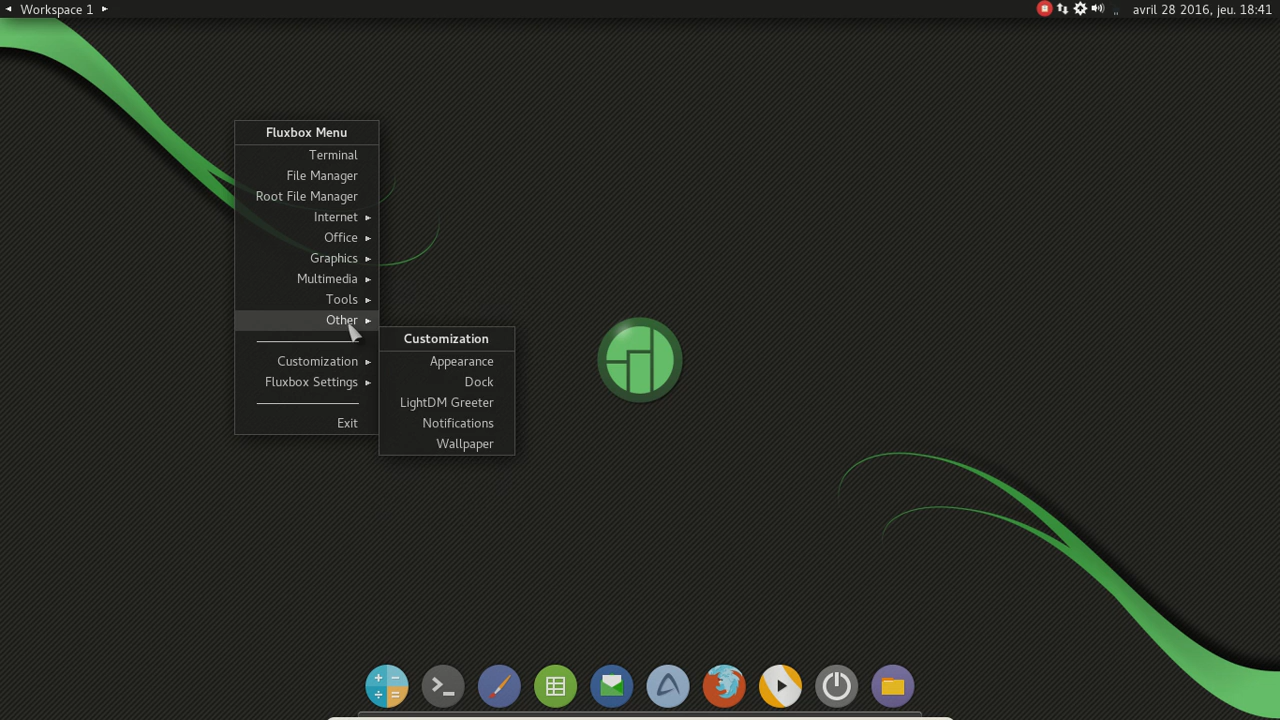 Workspace 1
avril 28 2016, jeu. 18:41
Fluxbox Menu
Terminal
File Manager
Root File Manager
Internet
Office
Graphics
Multimedia
Tools
Other
Customization
Fluxbox Settings
Exit
Customization
Appearance
Dock
LightDM Greeter
Notifications
Wallpaper